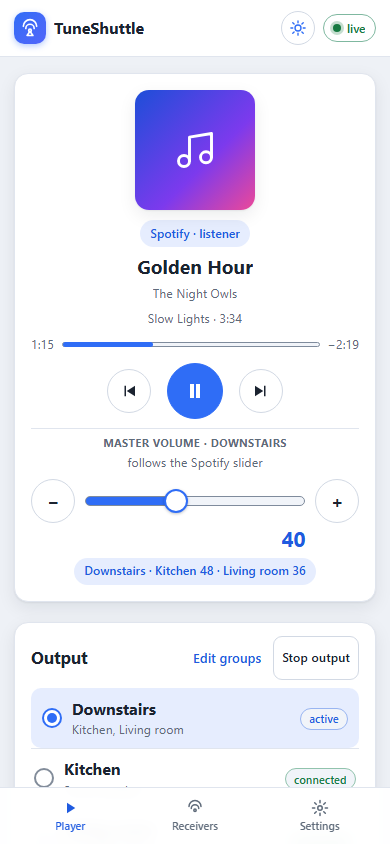 TuneShuttle
live
Spotify · listener
Golden Hour
The Night Owls
Slow Lights · 3:34
1:15
−2:19
MASTER VOLUME · DOWNSTAIRS
follows the Spotify slider
−
+
40
Downstairs · Kitchen 48 · Living room 36
Output
Edit groups
Stop output
Downstairs
Kitchen, Living room
active
Kitchen
connected
Player
Receivers
Settings